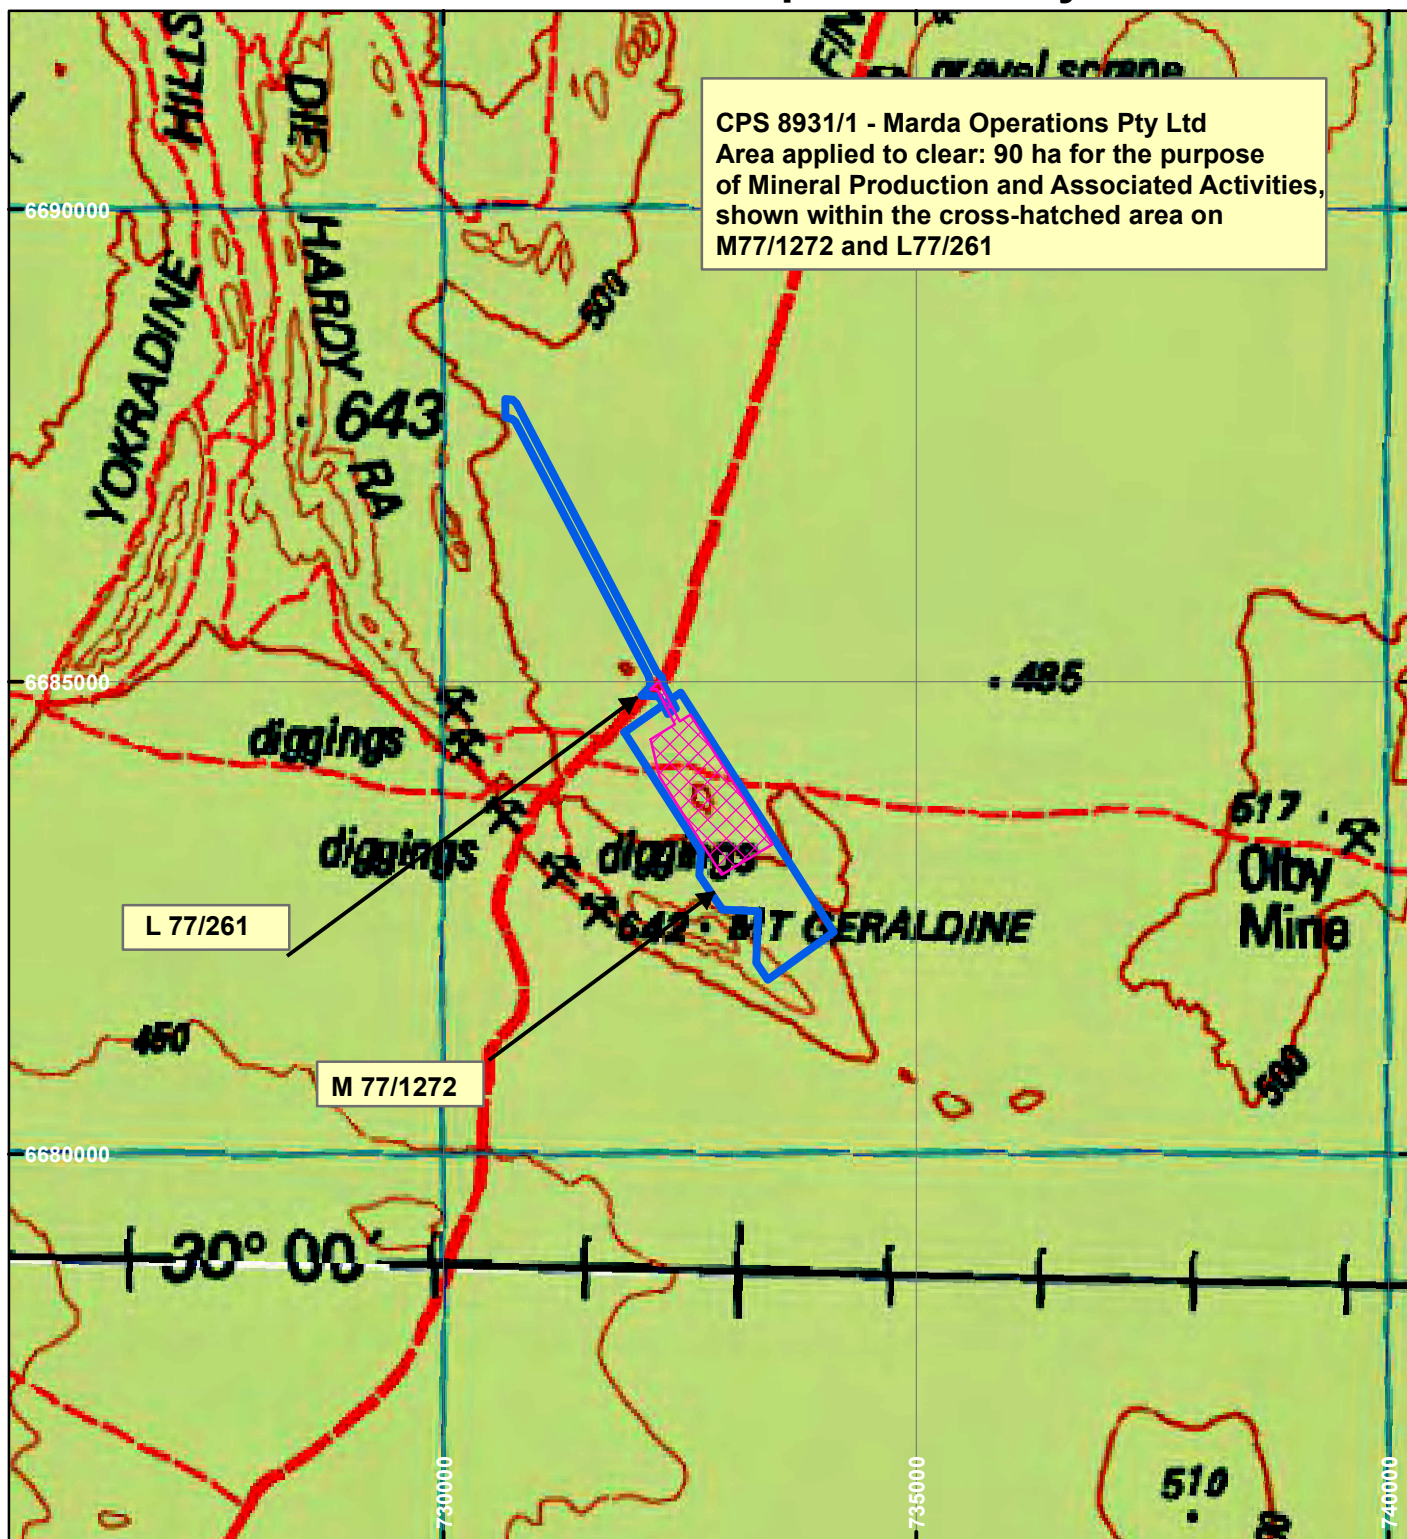 HILLS
DIE
HARDY
RA
YOKRADINE
gravel scrape
CPS 8931/1 - Marda Operations Pty Ltd
Area applied to clear: 90 ha for the purpose
of Mineral Production and Associated Activities,
shown within the cross-hatched area on
M77/1272 and L77/261
6690000
500
643
6685000
485
diggings
517
diggings
diggings
Olby
Mine
L 77/261
642
MT GERALDINE
450
M 77/1272
500
6680000
30° 00'
510
730000
735000
740000